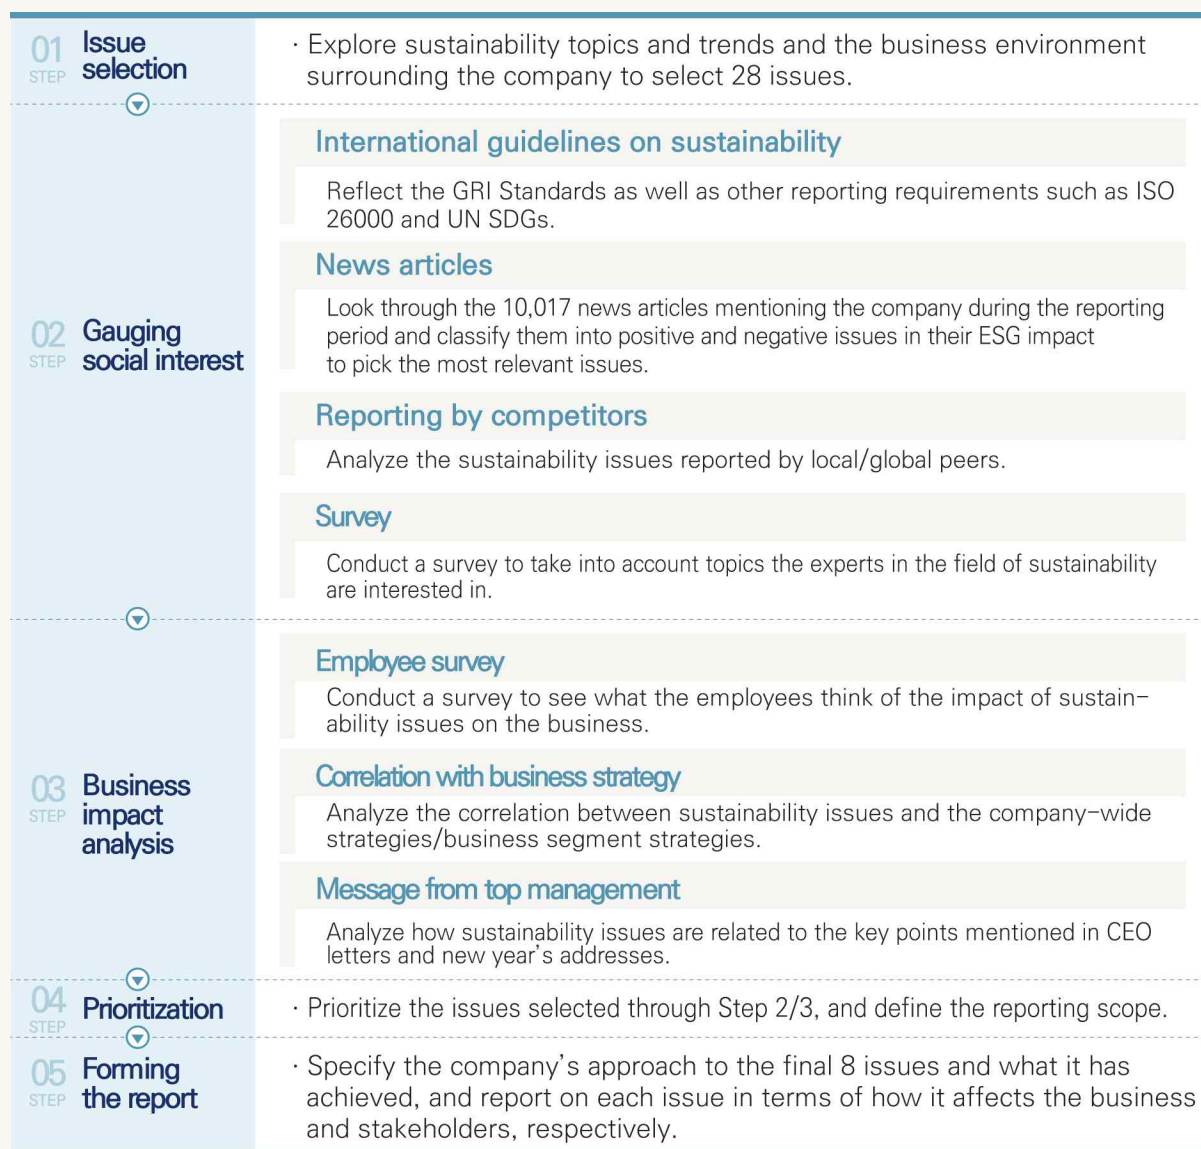 01
STEP
Issue
selection
· Explore sustainability topics and trends and the business environment
surrounding the company to select 28 issues.
02
STEP
Gauging
social interest
International guidelines on sustainability
Reflect the GRI Standards as well as other reporting requirements such as ISO
26000 and UN SDGs.
News articles
Look through the 10,017 news articles mentioning the company during the reporting
period and classify them into positive and negative issues in their ESG impact
to pick the most relevant issues.
Reporting by competitors
Analyze the sustainability issues reported by local/global peers.
Survey
Conduct a survey to take into account topics the experts in the field of sustainability
are interested in.
03
STEP
Business
impact
analysis
Employee survey
Conduct a survey to see what the employees think of the impact of sustain-
ability issues on the business.
Correlation with business strategy
Analyze the correlation between sustainability issues and the company-wide
strategies/business segment strategies.
Message from top management
Analyze how sustainability issues are related to the key points mentioned in CEO
letters and new year's addresses.
04
STEP
Prioritization
· Prioritize the issues selected through Step 2/3, and define the reporting scope.
05
STEP
Forming
the report
· Specify the company's approach to the final 8 issues and what it has
achieved, and report on each issue in terms of how it affects the business
and stakeholders, respectively.